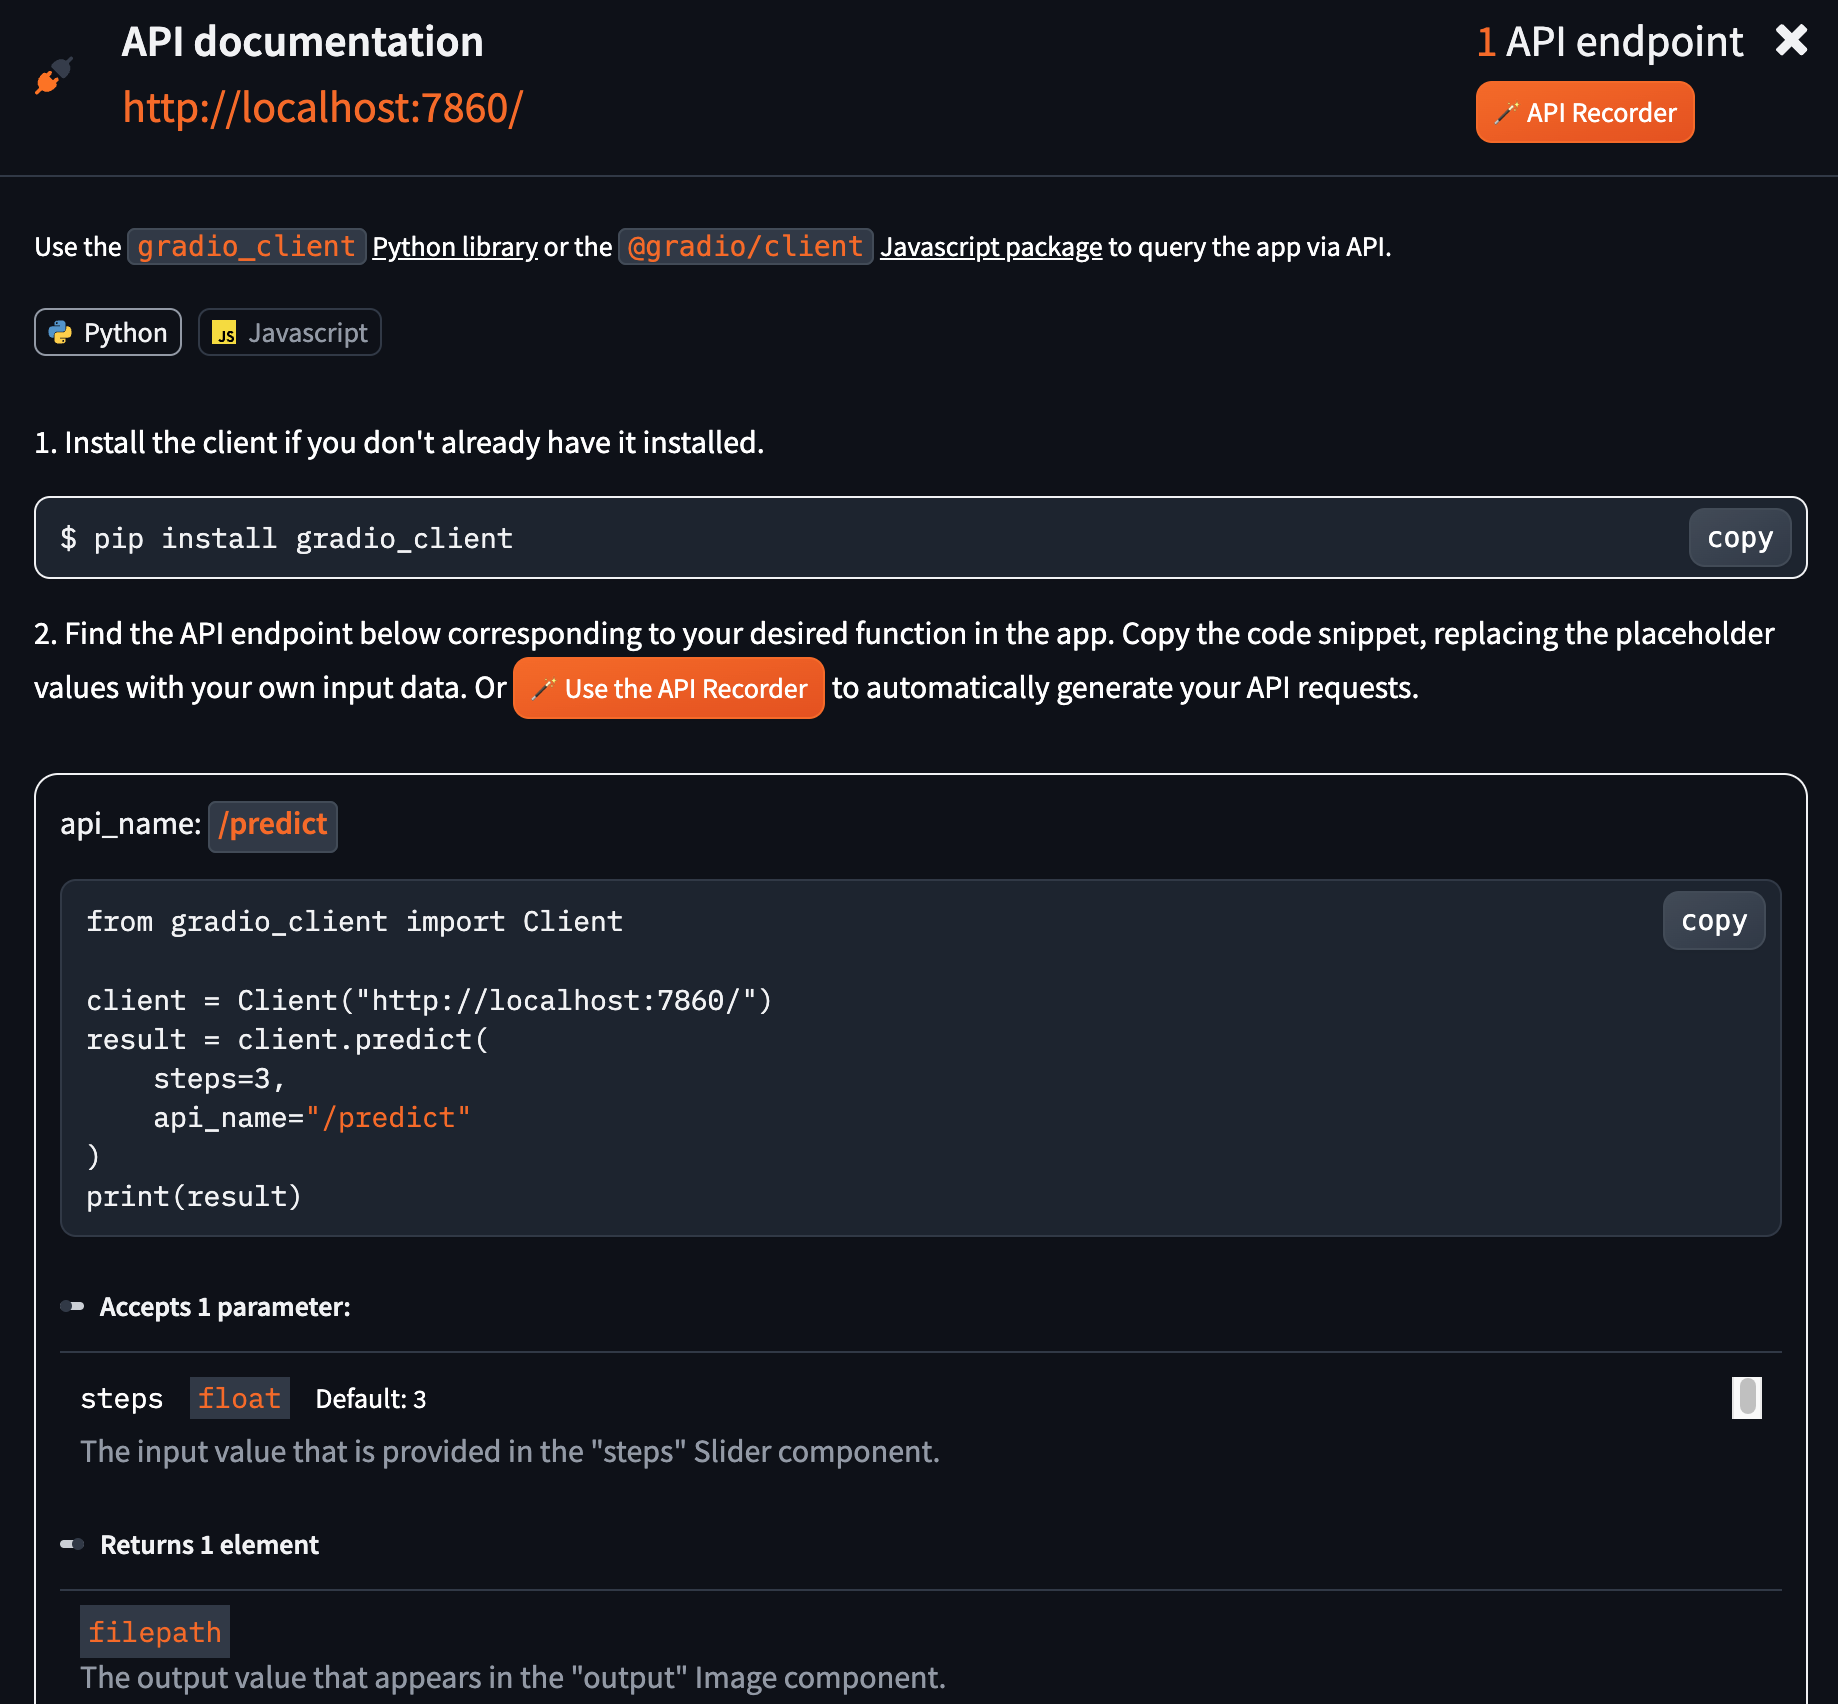 API documentation
http://localhost:7860/
1 API endpoint
API Recorder
Use the gradio_client Python library or the @gradio/client Javascript package to query the app via API.
Python
JS Javascript
1. Install the client if you don't already have it installed.
$ pip install gradio_client
copy
2. Find the API endpoint below corresponding to your desired function in the app. Copy the code snippet, replacing the placeholder
values with your own input data. Or Use the API Recorder to automatically generate your API requests.
api_name: /predict
copy
from gradio_client import Client
client = Client("http://localhost:7860/")
result = client.predict(
    steps=3,
    api_name="/predict"
)
print(result)
Accepts 1 parameter:
steps float Default: 3
The input value that is provided in the "steps" Slider component.
Returns 1 element
filepath
The output value that appears in the "output" Image component.